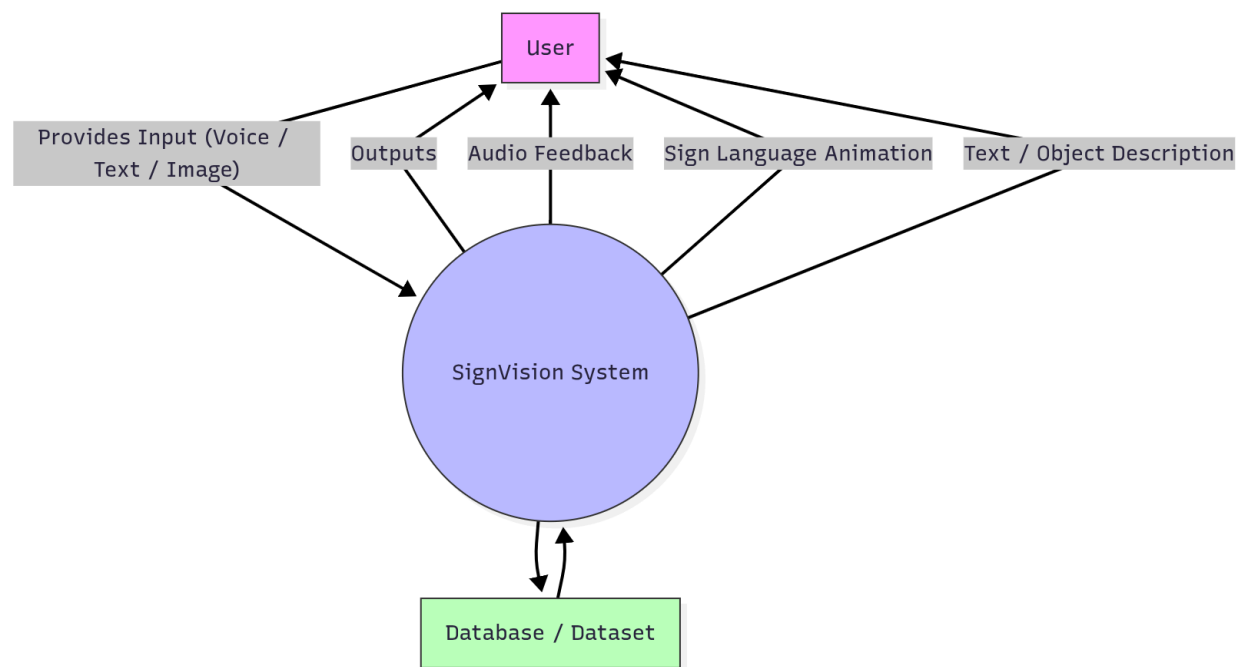 User
Provides Input (Voice /
Text / Image)
Outputs
Audio Feedback
Sign Language Animation
Text / Object Description
SignVision System
Database / Dataset